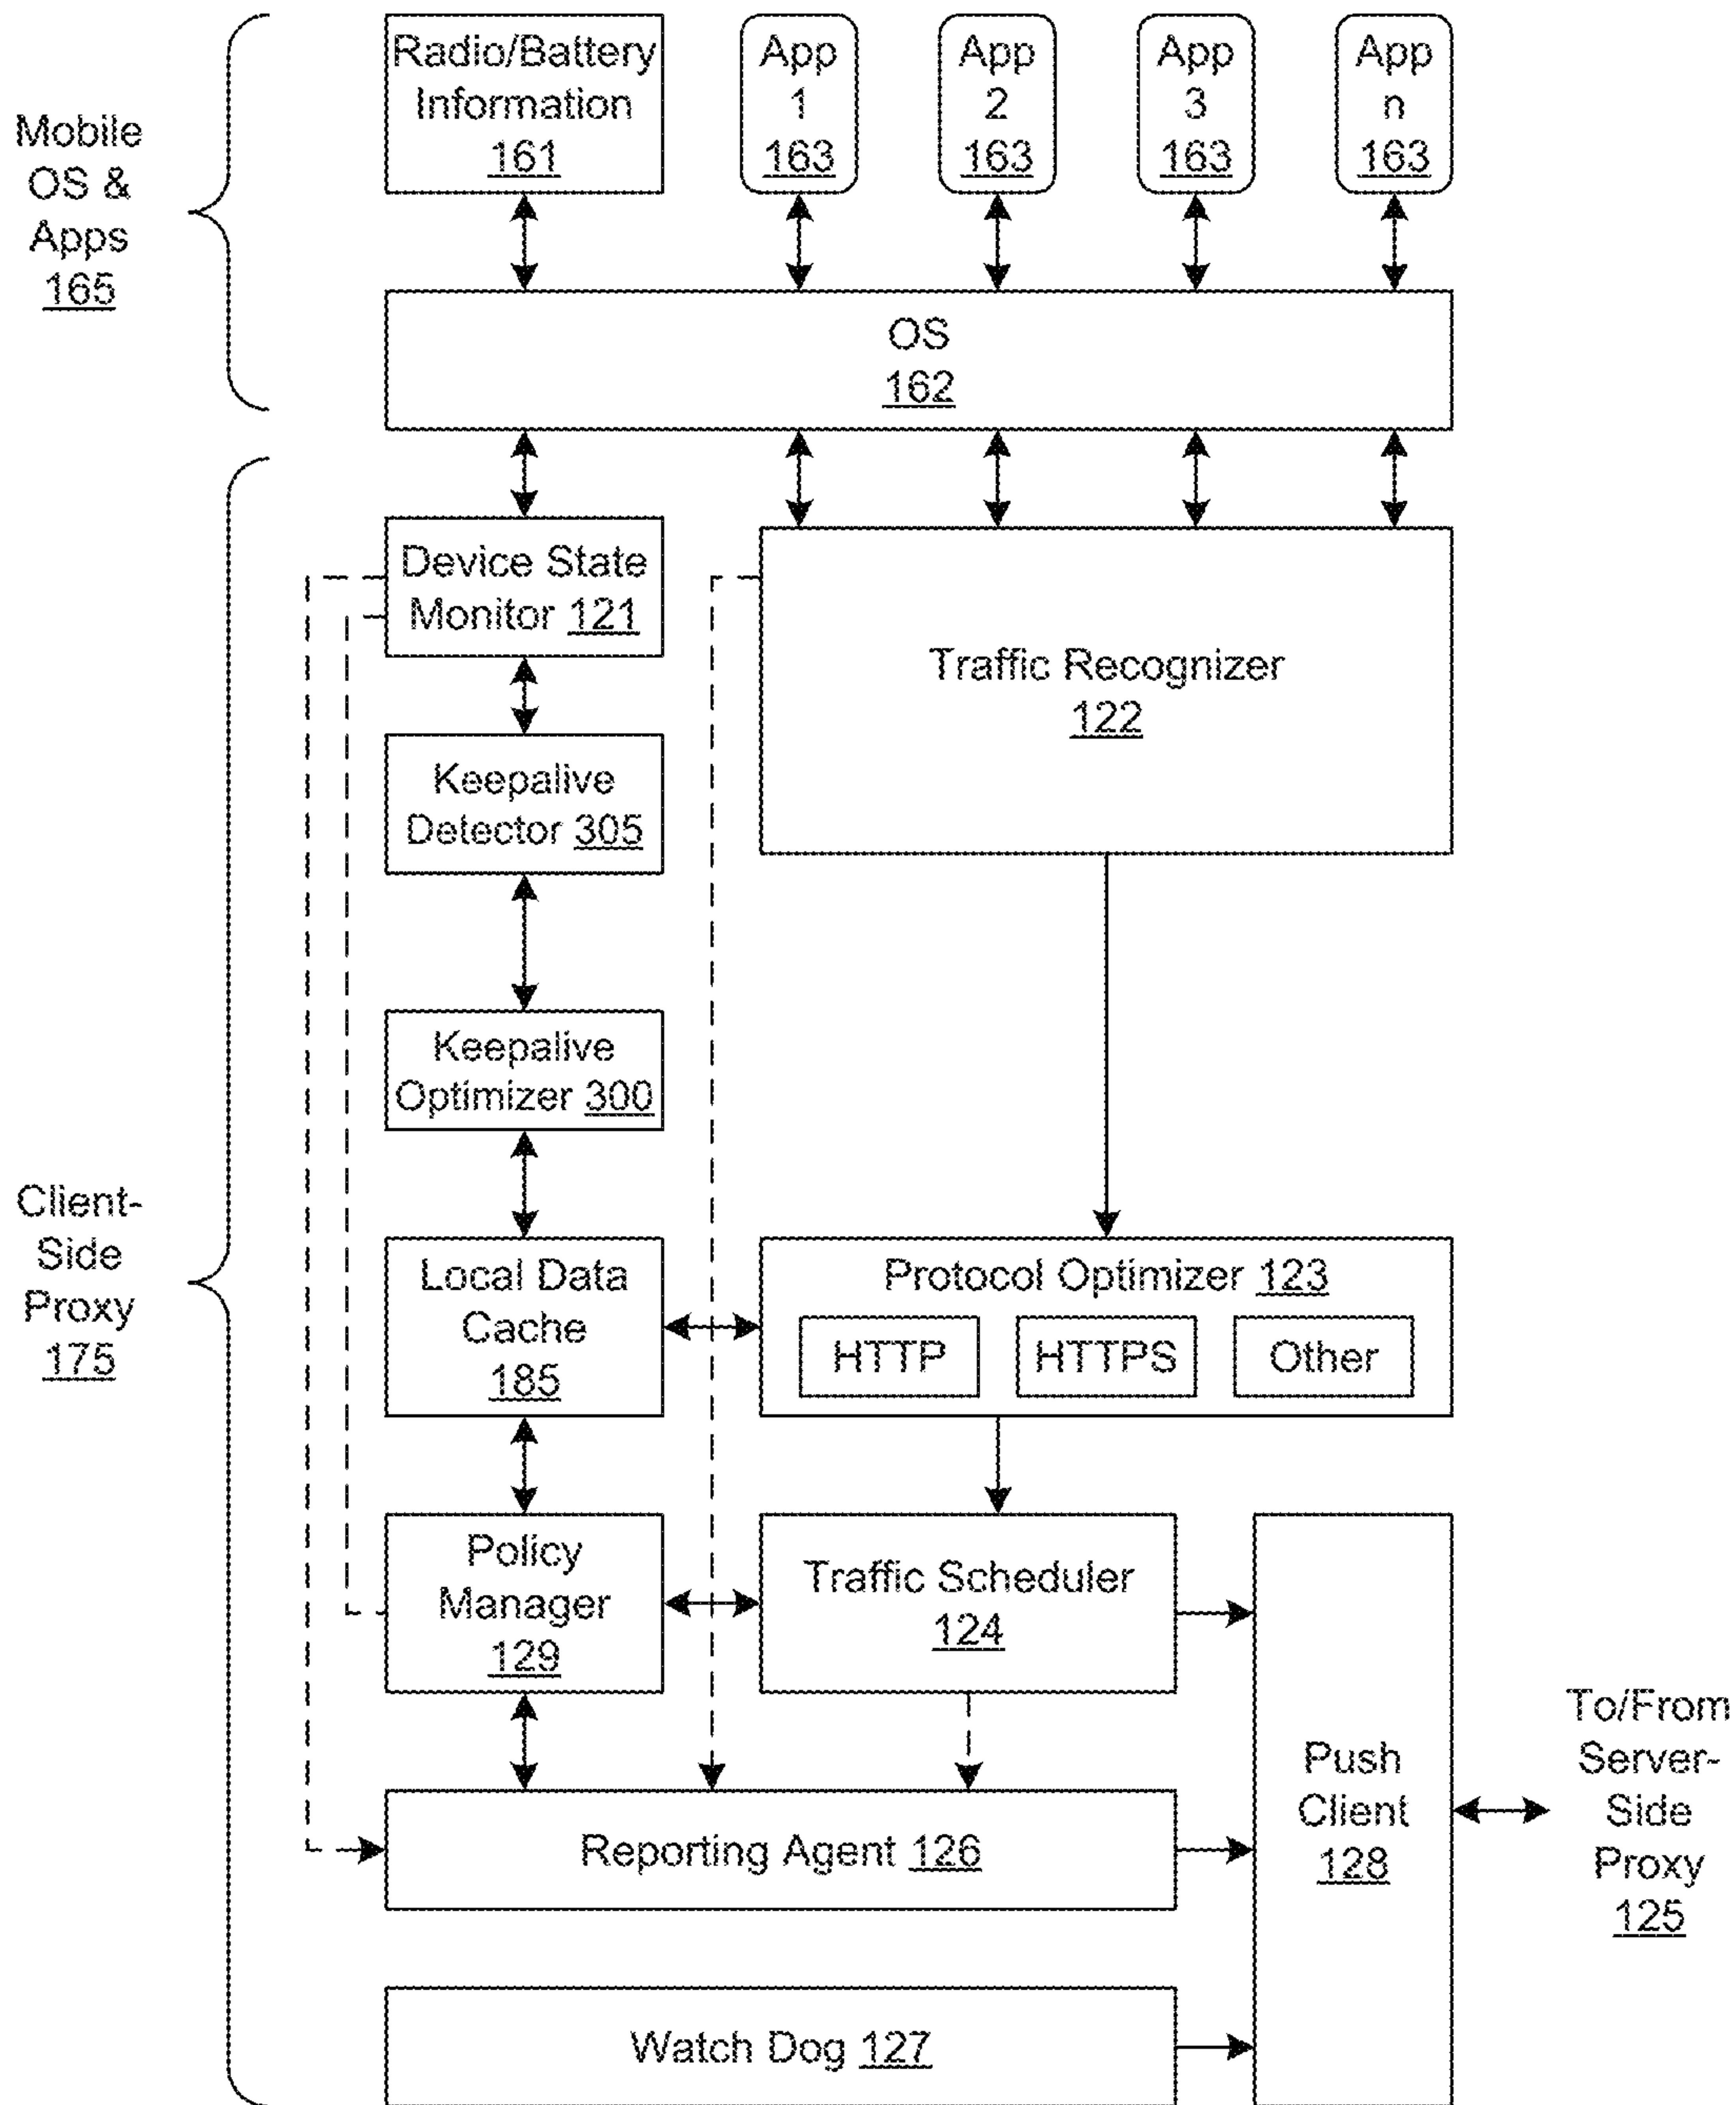 Mobile
OS &
Apps
165
Radio/Battery
Information
161
App
1
163
App
2
163
App
3
163
App
n
163
OS
162
Client-
Side
Proxy
175
Device State
Monitor 121
Traffic Recognizer
122
Keepalive
Detector 305
Keepalive
Optimizer 300
Local Data
Cache
185
Protocol Optimizer 123
HTTP
HTTPS
Other
Policy
Manager
129
Traffic Scheduler
124
Push
Client
128
To/From
Server-
Side
Proxy
125
Reporting Agent 126
Watch Dog 127